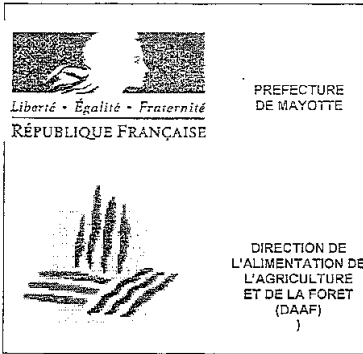 Liberté • Égalité • Fraternité
RÉPUBLIQUE FRANÇAISE
PREFECTURE
DE MAYOTTE
DIRECTION DE
L'ALIMENTATION DE
L'AGRICULTURE
ET DE LA FORET
(DAAF)
)